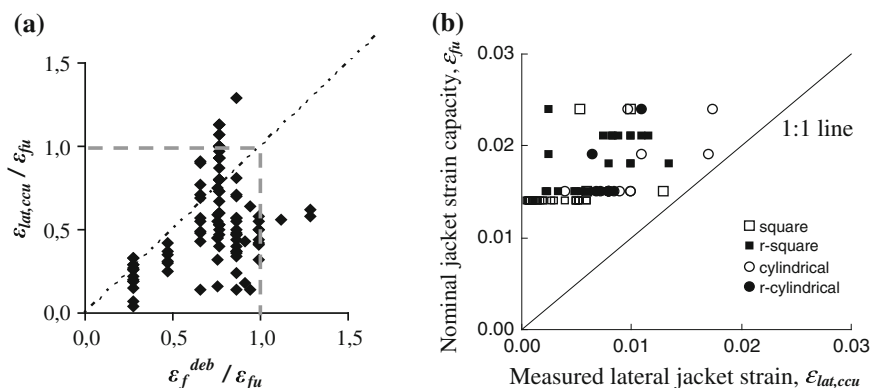 (a)
1,5
1,0
0,5
0,0
ε_lat,ccu / ε_fu
0,0 0,5 1,0 1,5
ε_f^deb / ε_fu
(b)
0.03
0.02
0.01
0.00
Nominal jacket strain capacity, ε_fu
1:1 line
square
r-square
cylindrical
r-cylindrical
0.00 0.01 0.02 0.03
Measured lateral jacket strain, ε_lat,ccu